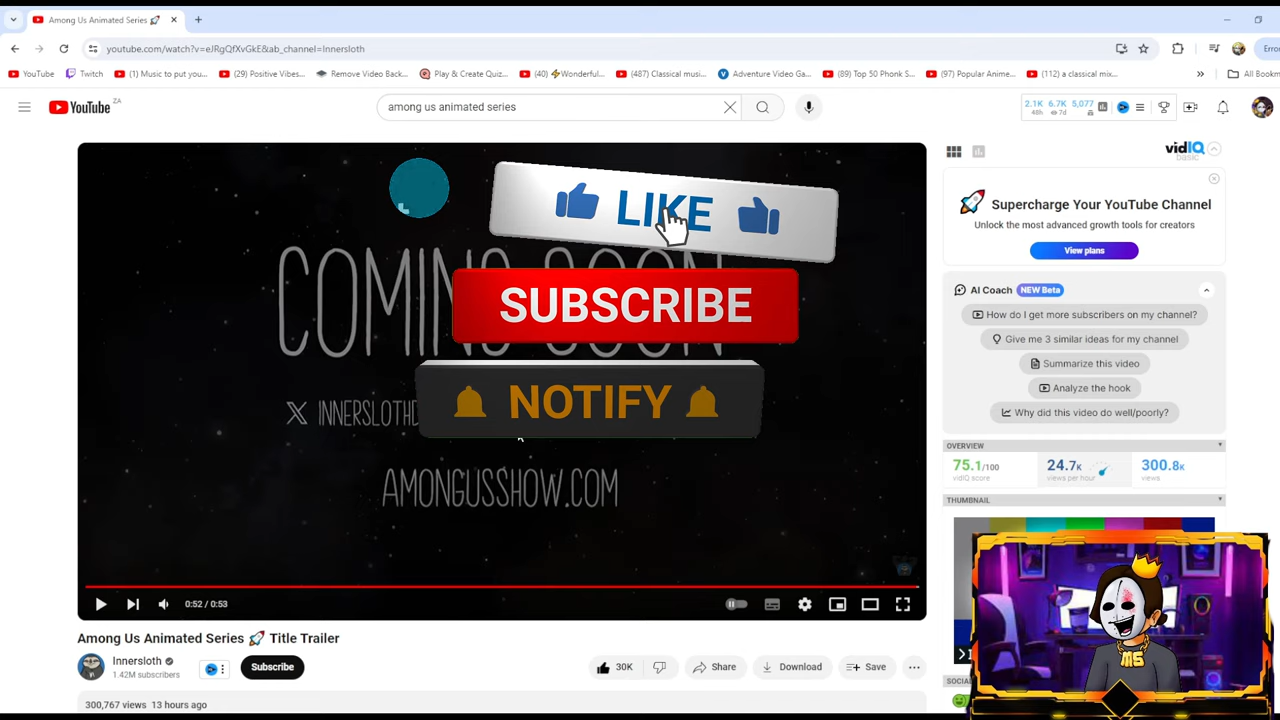 Among Us Animated Series 🚀
youtube.com/watch?v=eJRgQfXvGkE&ab_channel=Innersloth
Error
YouTube
Twitch
(1) Music to put you...
(29) Positive Vibes...
Remove Video Back...
Play & Create Quiz...
(40) ⚡Wonderful...
(487) Classical musi...
Adventure Video Ga...
(89) Top 50 Phonk S...
(97) Popular Anime...
(112) a classical mix...
»
All Bookm
YouTube ZA
among us animated series
2.1K 6.7K 5,077
48h 7d
LIKE
SUBSCRIBE
NOTIFY
COMING SOON
INNERSLOTHD
AMONGUSSHOW.COM
0:52 / 0:53
vidIQ
basic
Supercharge Your YouTube Channel
Unlock the most advanced growth tools for creators
View plans
AI Coach NEW Beta
How do I get more subscribers on my channel?
Give me 3 similar ideas for my channel
Summarize this video
Analyze the hook
Why did this video do well/poorly?
OVERVIEW
75.1/100
vidIQ score
24.7K
views per hour
300.8K
views
THUMBNAIL
SOCIA
MG
Among Us Animated Series 🚀 Title Trailer
Innersloth
1.42M subscribers
Subscribe
30K
Share
Download
Save
300,767 views 13 hours ago